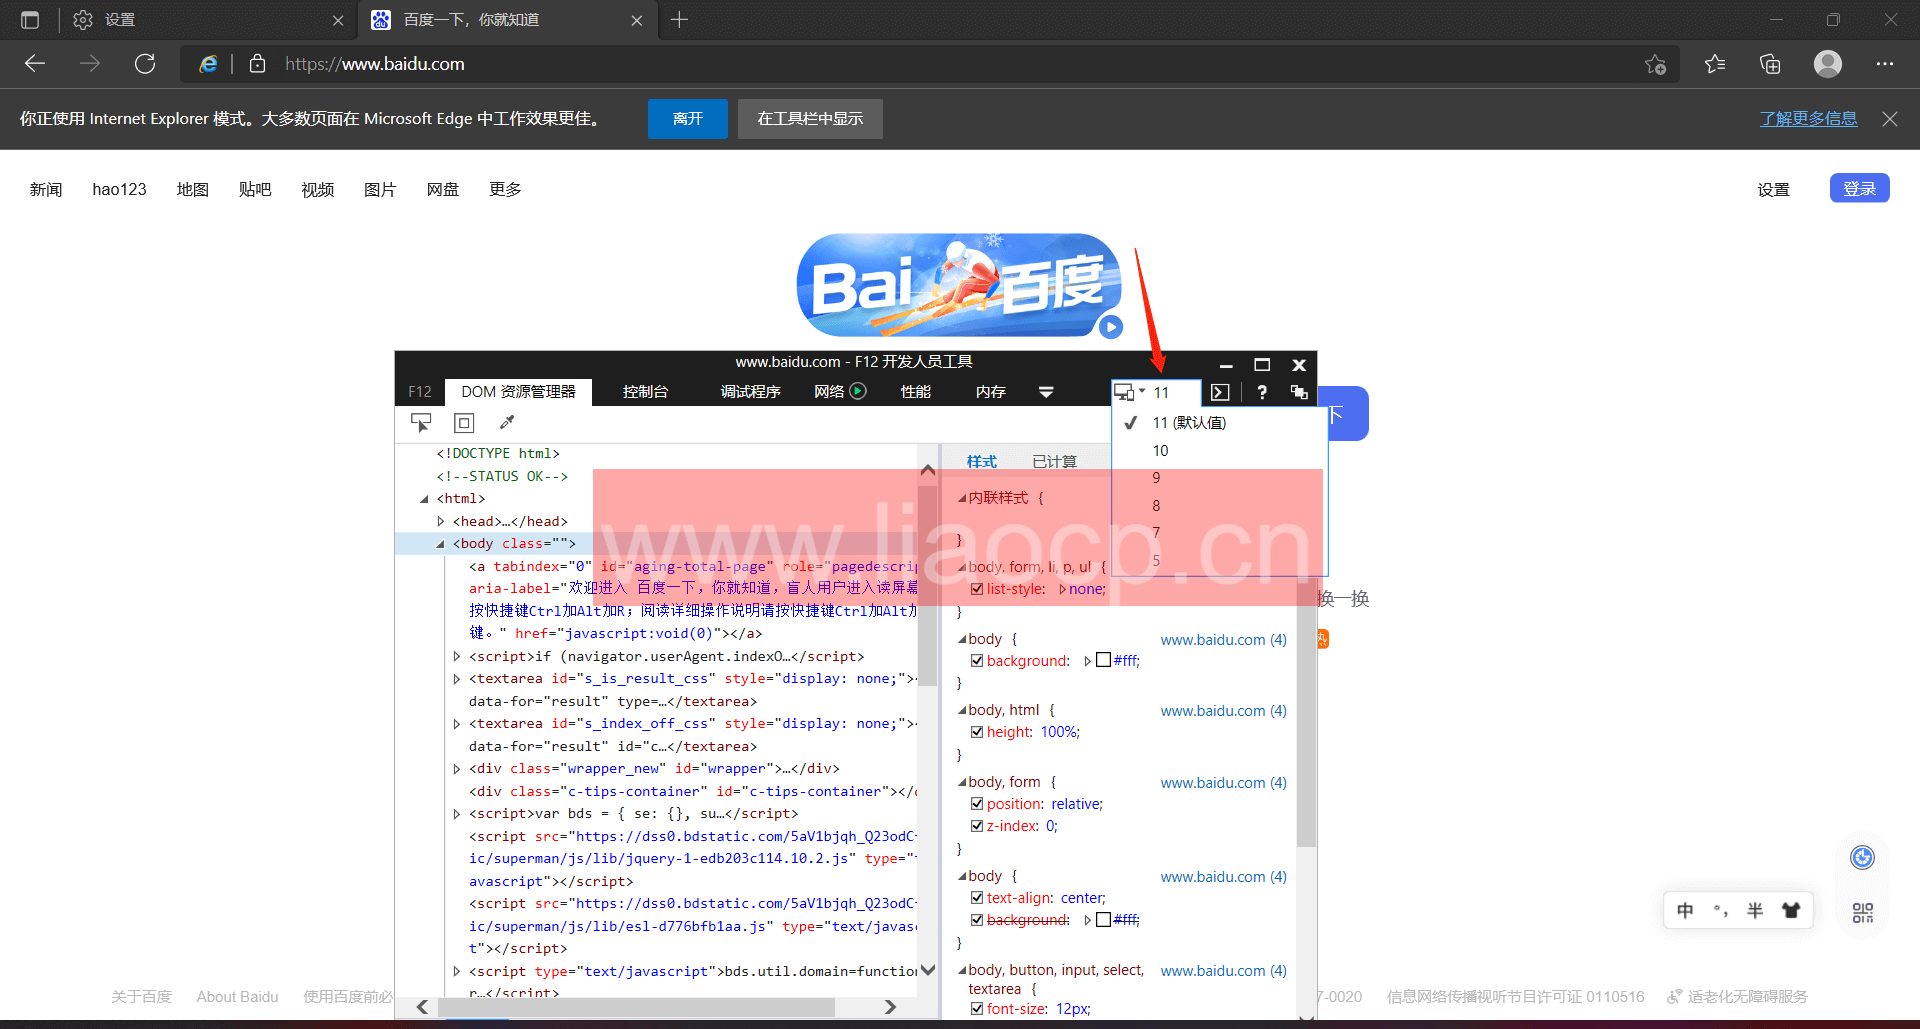 设置
百度一下，你就知道
https://www.baidu.com
你正使用 Internet Explorer 模式。大多数页面在 Microsoft Edge 中工作效果更佳。
离开
在工具栏中显示
了解更多信息
新闻 hao123 地图 贴吧 视频 图片 网盘 更多
设置 登录
Bai 百度
www.baidu.com - F12 开发人员工具
F12 DOM 资源管理器 控制台 调试程序 网络 性能 内存 11 ?
下
11 (默认值)
10
9
8
7
5
<!DOCTYPE html>
<!--STATUS OK-->
<html>
<head>…</head>
<body class="">
<a tabindex="0" id="aging-total-page" role="pagedescrip
aria-label="欢迎进入 百度一下，你就知道，盲人用户进入读屏幕
按快捷键Ctrl加Alt加R；阅读详细操作说明请按快捷键Ctrl加Alt加
键。" href="javascript:void(0)"></a>
<script>if (navigator.userAgent.indexO…</script>
<textarea id="s_is_result_css" style="display: none;"
data-for="result" type=…</textarea>
<textarea id="s_index_off_css" style="display: none;"
data-for="result" id="c…</textarea>
<div class="wrapper_new" id="wrapper">…</div>
<div class="c-tips-container" id="c-tips-container"></
<script>var bds = { se: {}, su…</script>
<script src="https://dss0.bdstatic.com/5aV1bjqh_Q23odC
ic/superman/js/lib/jquery-1-edb203c114.10.2.js" type="
avascript"></script>
<script src="https://dss0.bdstatic.com/5aV1bjqh_Q23odC
ic/superman/js/lib/esl-d776bfb1aa.js" type="text/javasc
t"></script>
<script type="text/javascript">bds.util.domain=function
r…</script>
样式 已计算
内联样式 {
}
body, form, li, p, ul {
list-style: none;
}
body { www.baidu.com (4)
background: #fff;
}
body, html { www.baidu.com (4)
height: 100%;
}
body, form { www.baidu.com (4)
position: relative;
z-index: 0;
}
body { www.baidu.com (4)
text-align: center;
background: #fff;
}
body, button, input, select, www.baidu.com (4)
textarea {
font-size: 12px;
www.liaocp.cn
换一换
热
中 °, 半
关于百度 About Baidu 使用百度前必
7-0020 信息网络传播视听节目许可证 0110516 适老化无障碍服务